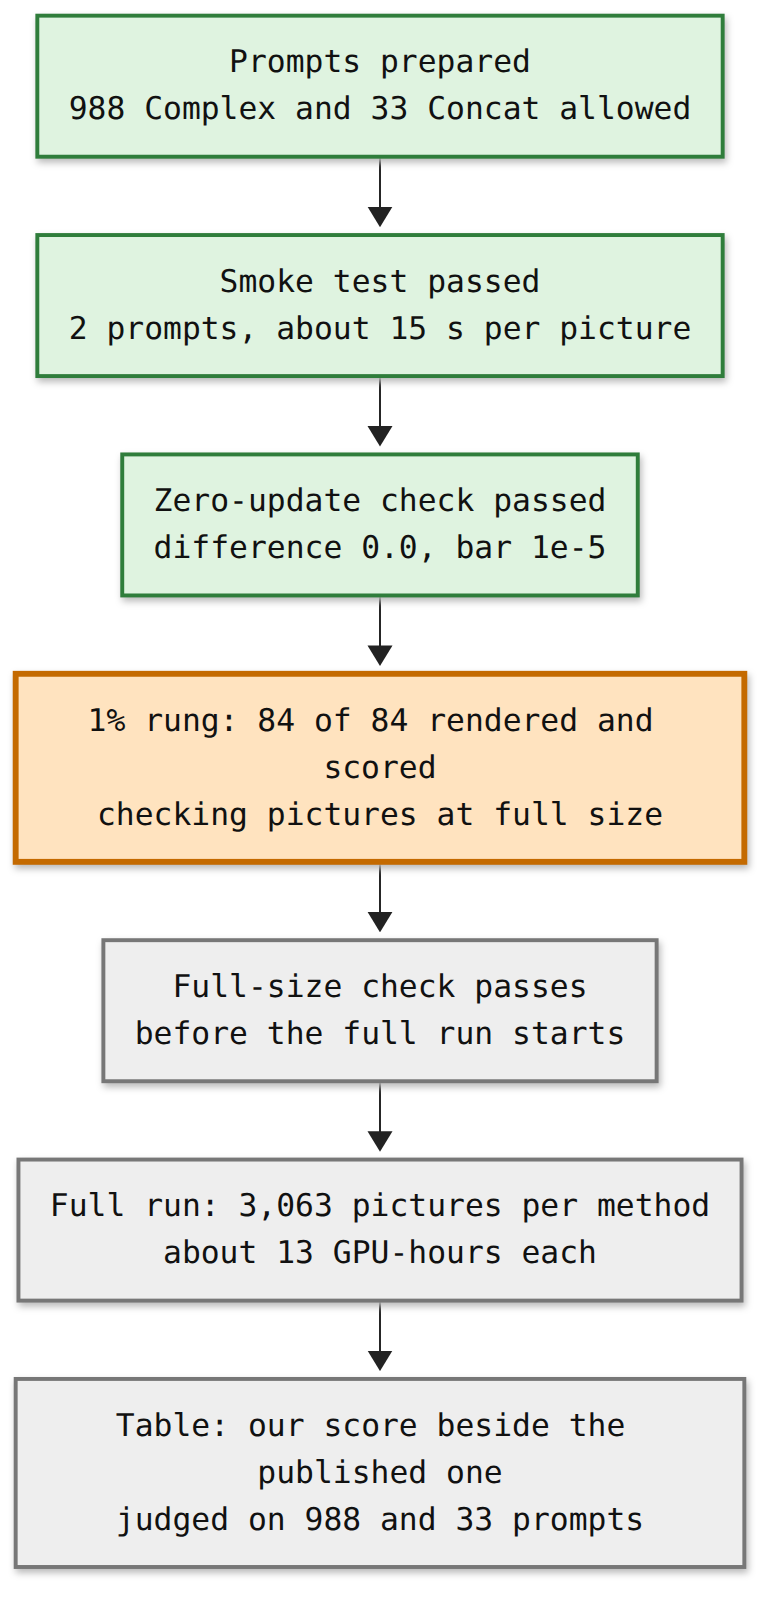 Prompts prepared
988 Complex and 33 Concat allowed
Smoke test passed
2 prompts, about 15 s per picture
Zero-update check passed
difference 0.0, bar 1e-5
1% rung: 84 of 84 rendered and
scored
checking pictures at full size
Full-size check passes
before the full run starts
Full run: 3,063 pictures per method
about 13 GPU-hours each
Table: our score beside the
published one
judged on 988 and 33 prompts